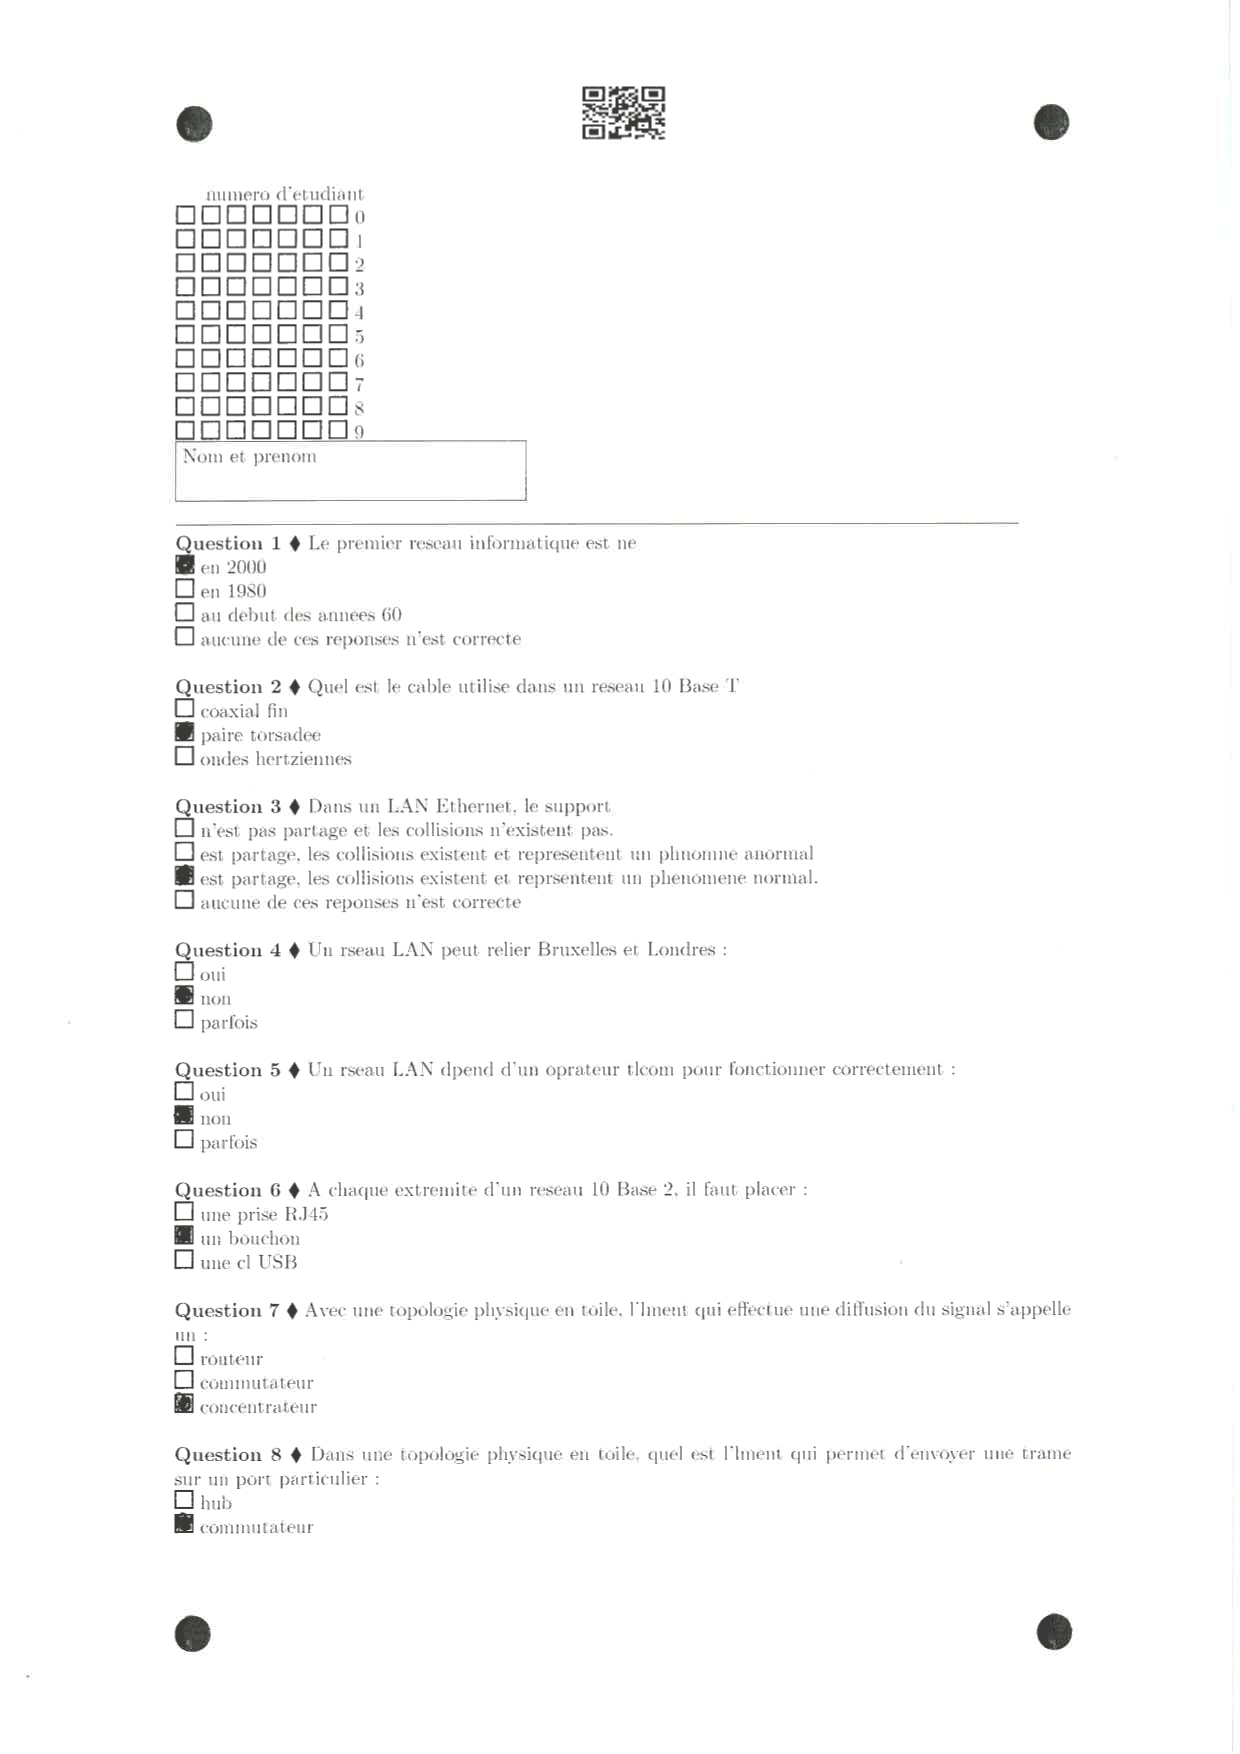 numero d'etudiant
0
1
2
3
4
5
6
7
8
9
Nom et prenom
Question 1 ♦ Le premier reseau informatique est ne
en 2000
en 1980
au debut des annees 60
aucune de ces reponses n'est correcte
Question 2 ♦ Quel est le cable utilise dans un reseau 10 Base T
coaxial fin
paire torsadee
ondes hertziennes
Question 3 ♦ Dans un LAN Ethernet, le support
n'est pas partage et les collisions n'existent pas.
est partage, les collisions existent et representent un phnomne anormal
est partage, les collisions existent et reprsentent un phenomene normal.
aucune de ces reponses n'est correcte
Question 4 ♦ Un rseau LAN peut relier Bruxelles et Londres :
oui
non
parfois
Question 5 ♦ Un rseau LAN dpend d'un oprateur tlcom pour fonctionner correctement :
oui
non
parfois
Question 6 ♦ A chaque extremite d'un reseau 10 Base 2, il faut placer :
une prise RJ45
un bouchon
une cl USB
Question 7 ♦ Avec une topologie physique en toile, l'lment qui effectue une diffusion du signal s'appelle
un :
routeur
commutateur
concentrateur
Question 8 ♦ Dans une topologie physique en toile, quel est l'lment qui permet d'envoyer une trame
sur un port particulier :
hub
commutateur